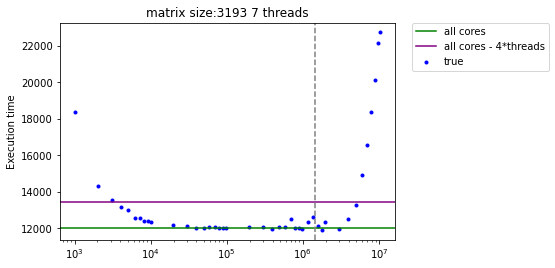 matrix size:3193 7 threads
all cores
all cores - 4*threads
true
Execution time
22000
20000
18000
16000
14000
12000
10³
10⁴
10⁵
10⁶
10⁷